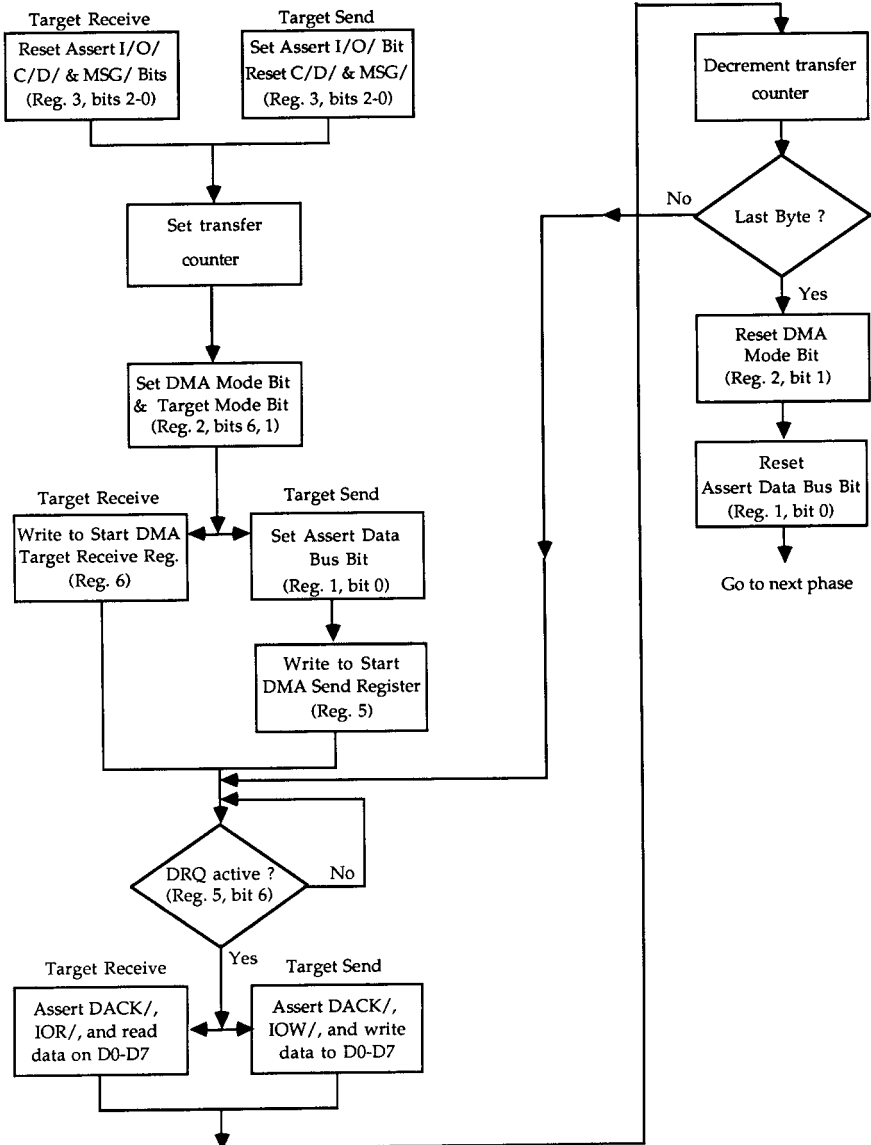 Target Receive
Reset Assert I/O/
C/D/ & MSG/ Bits
(Reg. 3, bits 2-0)
Target Send
Set Assert I/O/ Bit
Reset C/D/ & MSG/
(Reg. 3, bits 2-0)
Set transfer
counter
Set DMA Mode Bit
& Target Mode Bit
(Reg. 2, bits 6, 1)
Target Receive
Write to Start DMA
Target Receive Reg.
(Reg. 6)
Target Send
Set Assert Data
Bus Bit
(Reg. 1, bit 0)
Write to Start
DMA Send Register
(Reg. 5)
DRQ active ?
(Reg. 5, bit 6)
No
Yes
Target Receive
Assert DACK/,
IOR/, and read
data on D0-D7
Target Send
Assert DACK/,
IOW/, and write
data to D0-D7
Decrement transfer
counter
Last Byte ?
No
Yes
Reset DMA
Mode Bit
(Reg. 2, bit 1)
Reset
Assert Data Bus Bit
(Reg. 1, bit 0)
Go to next phase